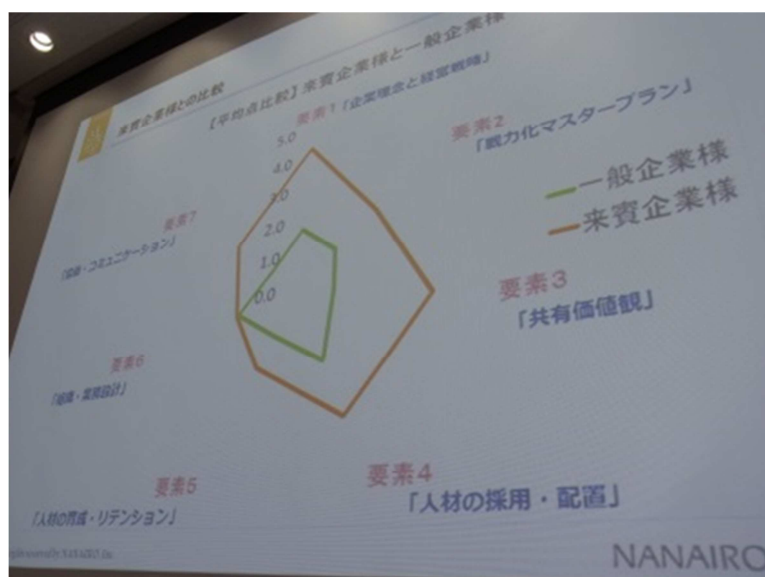 来賓企業様との比較
【平均点比較】来賓企業様と一般企業様
要素1「企業理念と経営戦略」
要素2
「戦力化マスタープラン」
5.0
4.0
3.0
2.0
1.0
0.0
一般企業様
来賓企業様
要素3
「共有価値観」
要素4
「人材の採用・配置」
要素5
「人材の育成・リテンション」
要素6
「組織・業務設計」
要素7
・コミュニケーション」
NANAIRO